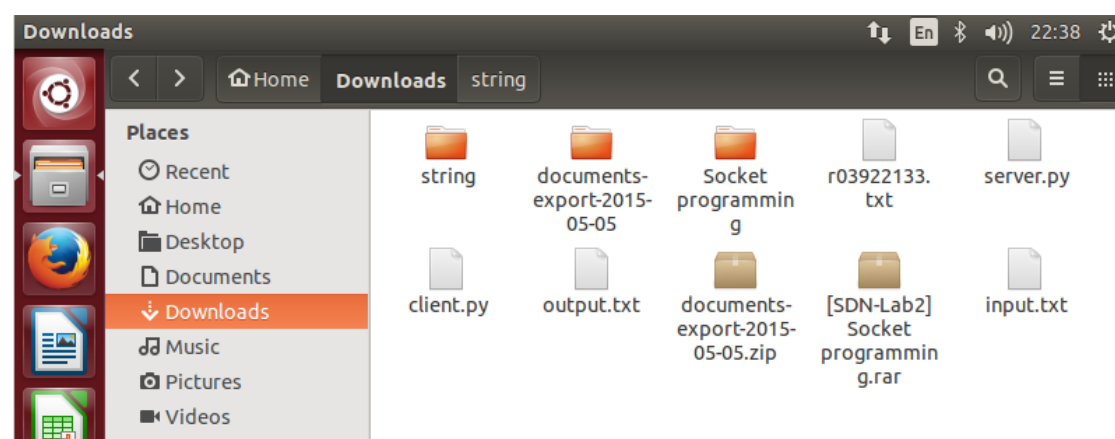 Downloads
En
22:38
Home
Downloads
string
Places
Recent
Home
Desktop
Documents
Downloads
Music
Pictures
Videos
string
documents-
export-2015-
05-05
Socket
programmin
g
r03922133.
txt
server.py
client.py
output.txt
documents-
export-2015-
05-05.zip
[SDN-Lab2]
Socket
programmin
g.rar
input.txt